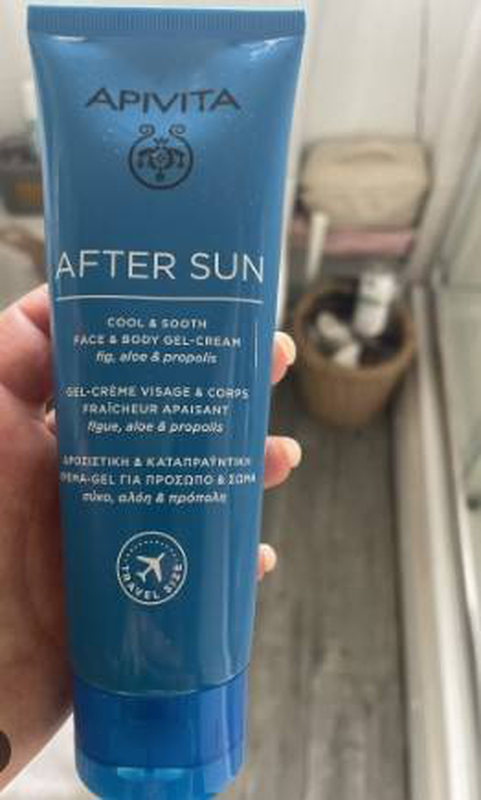 APIVITA
AFTER SUN
COOL & SOOTH
FACE & BODY GEL-CREAM
fig, aloe & propolis
GEL-CRÈME VISAGE & CORPS
FRAÎCHEUR APAISANT
figue, aloe & propolis
ΔΡΟΣΙΣΤΙΚΗ & ΚΑΤΑΠΡΑΫΝΤΙΚΗ
ΚΡΕΜΑ-GEL ΓΙΑ ΠΡΟΣΩΠΟ & ΣΩΜΑ
σύκο, αλόη & πρόπολη
TRAVEL SIZE